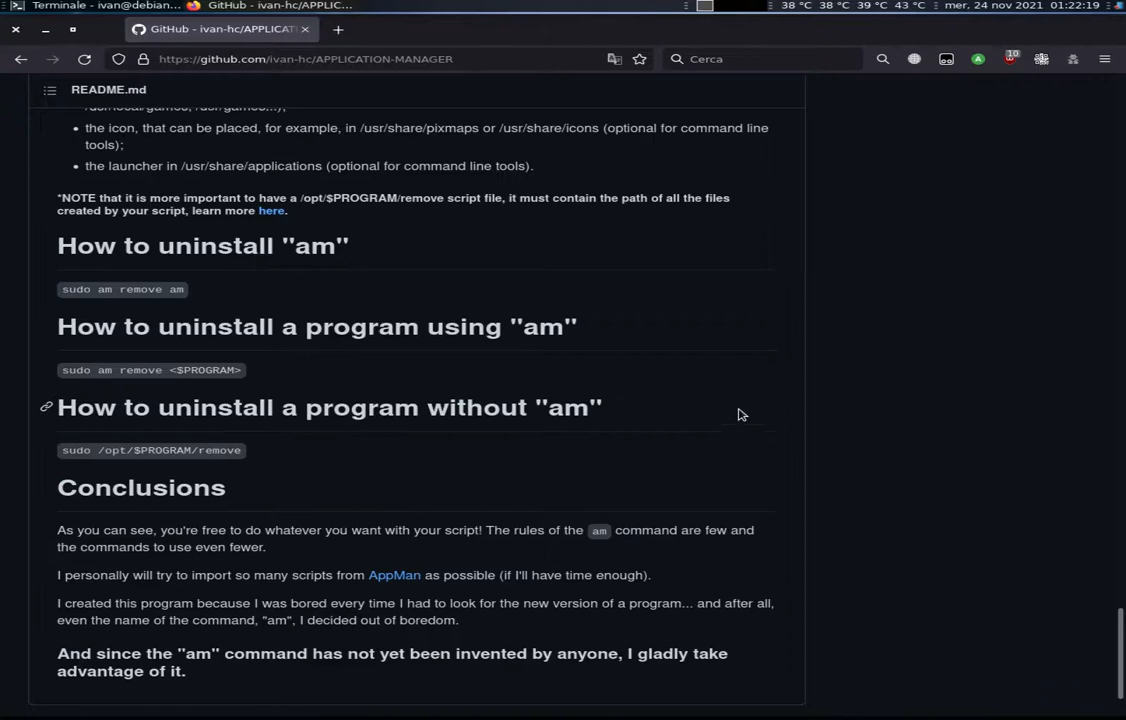 Terminale - ivan@debian... GitHub - ivan-hc/APPLIC... 38 °C 38 °C 39 °C 43 °C mer, 24 nov 2021 01:22:19
GitHub - ivan-hc/APPLICATI
https://github.com/ivan-hc/APPLICATION-MANAGER Cerca 10
README.md
/usr/local/games, /usr/games...);
the icon, that can be placed, for example, in /usr/share/pixmaps or /usr/share/icons (optional for command line
tools);
the launcher in /usr/share/applications (optional for command line tools).
*NOTE that it is more important to have a /opt/$PROGRAM/remove script file, it must contain the path of all the files
created by your script, learn more here.
How to uninstall "am"
sudo am remove am
How to uninstall a program using "am"
sudo am remove <$PROGRAM>
How to uninstall a program without "am"
sudo /opt/$PROGRAM/remove
Conclusions
As you can see, you're free to do whatever you want with your script! The rules of the am command are few and
the commands to use even fewer.
I personally will try to import so many scripts from AppMan as possible (if I'll have time enough).
I created this program because I was bored every time I had to look for the new version of a program... and after all,
even the name of the command, "am", I decided out of boredom.
And since the "am" command has not yet been invented by anyone, I gladly take
advantage of it.